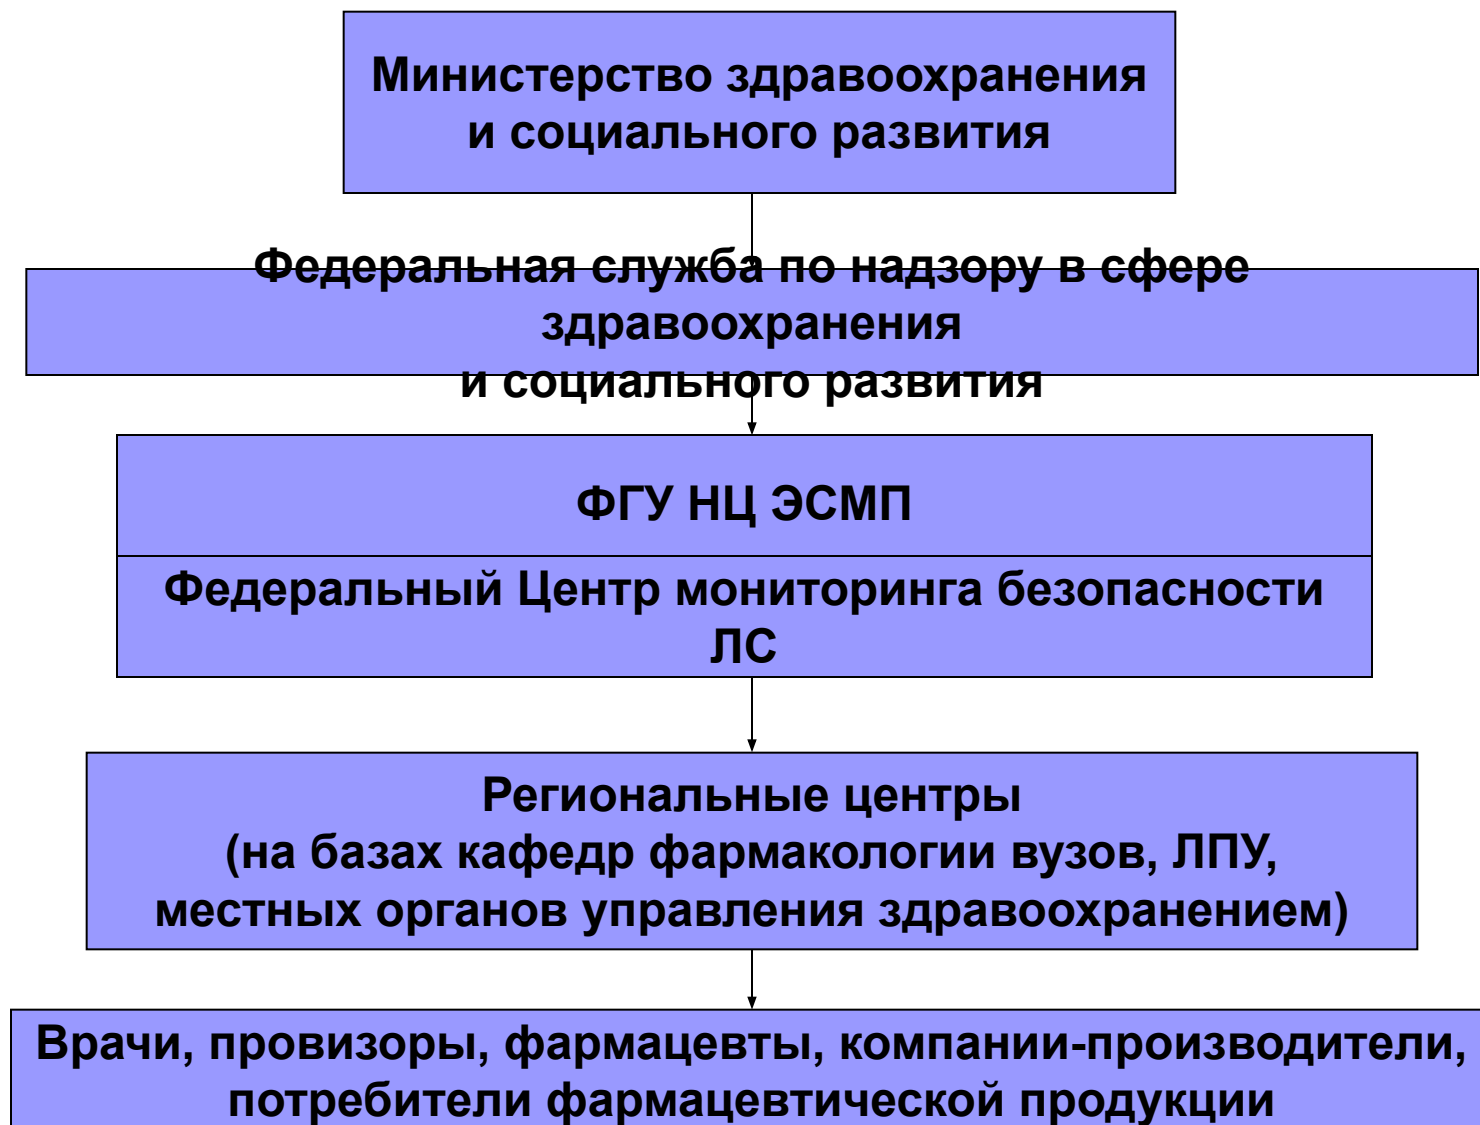 Министерство здравоохранения
и социального развития
Федеральная служба по надзору в сфере
здравоохранения
и социального развития
ФГУ НЦ ЭСМП
Федеральный Центр мониторинга безопасности
ЛС
Региональные центры
(на базах кафедр фармакологии вузов, ЛПУ,
местных органов управления здравоохранением)
Врачи, провизоры, фармацевты, компании-производители,
потребители фармацевтической продукции